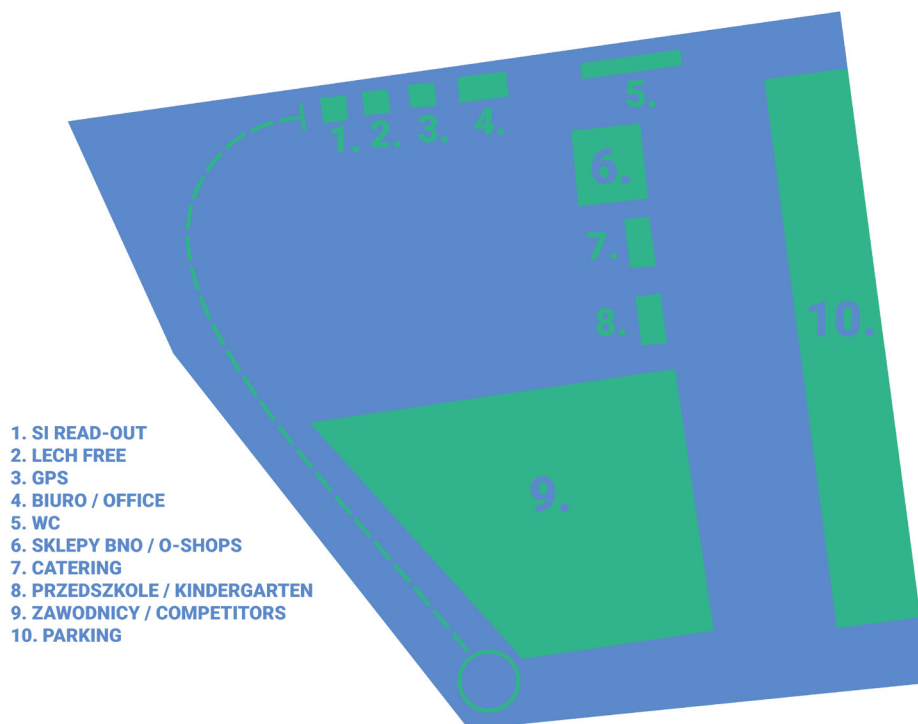 1.
2.
3.
4.
5.
6.
7.
8.
9.
10.
1. SI READ-OUT
2. LECH FREE
3. GPS
4. BIURO / OFFICE
5. WC
6. SKLEPY BNO / O-SHOPS
7. CATERING
8. PRZEDSZKOLE / KINDERGARTEN
9. ZAWODNICY / COMPETITORS
10. PARKING